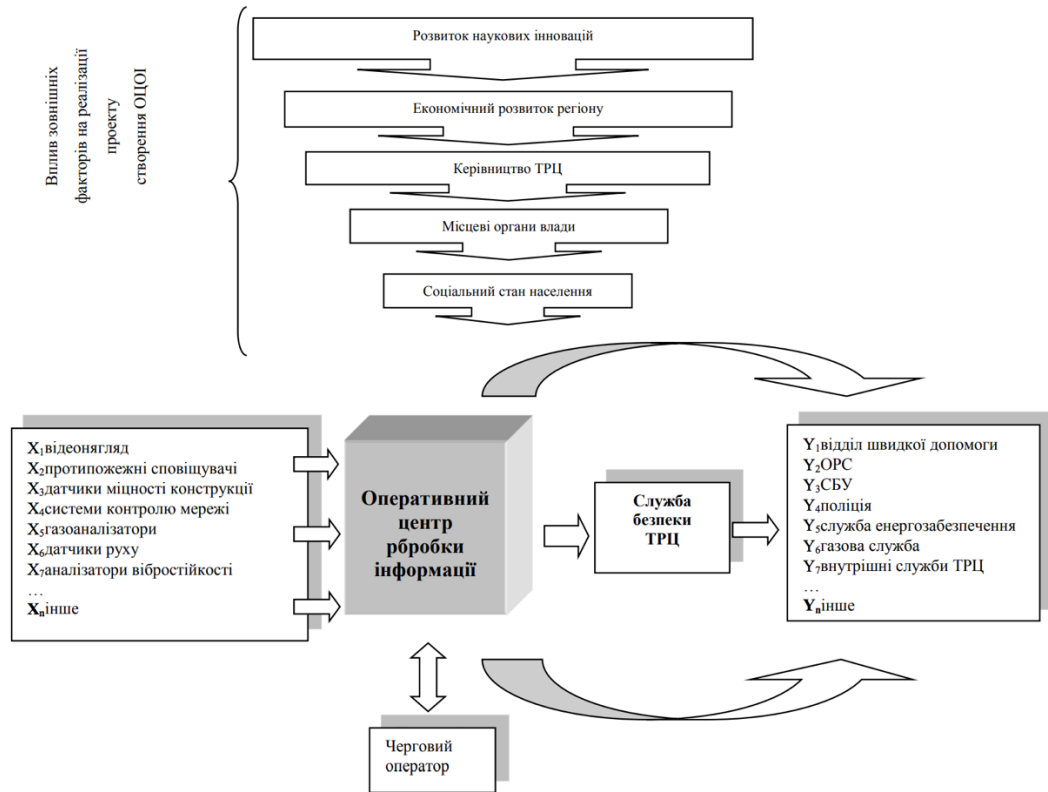 Вплив зовнішніх
факторів на реалізації
проекту
створення ОЦОІ
Розвиток наукових інновацій
Економічний розвиток регіону
Керівництво ТРЦ
Місцеві органи влади
Соціальний стан населення
X₁відеонягляд
X₂протипожежні сповіщувачі
X₃датчики міцності конструкції
X₄системи контролю мережі
X₅газоаналізатори
X₆датчики руху
X₇аналізатори вібростійкості
…
Xₙінше
Оперативний
центр
рбробки
інформації
Служба
безпеки
ТРЦ
Y₁відділ швидкої допомоги
Y₂ОРС
Y₃СБУ
Y₄поліція
Y₅служба енергозабезпечення
Y₆газова служба
Y₇внутрішні служби ТРЦ
…
Yₙінше
Черговий
оператор